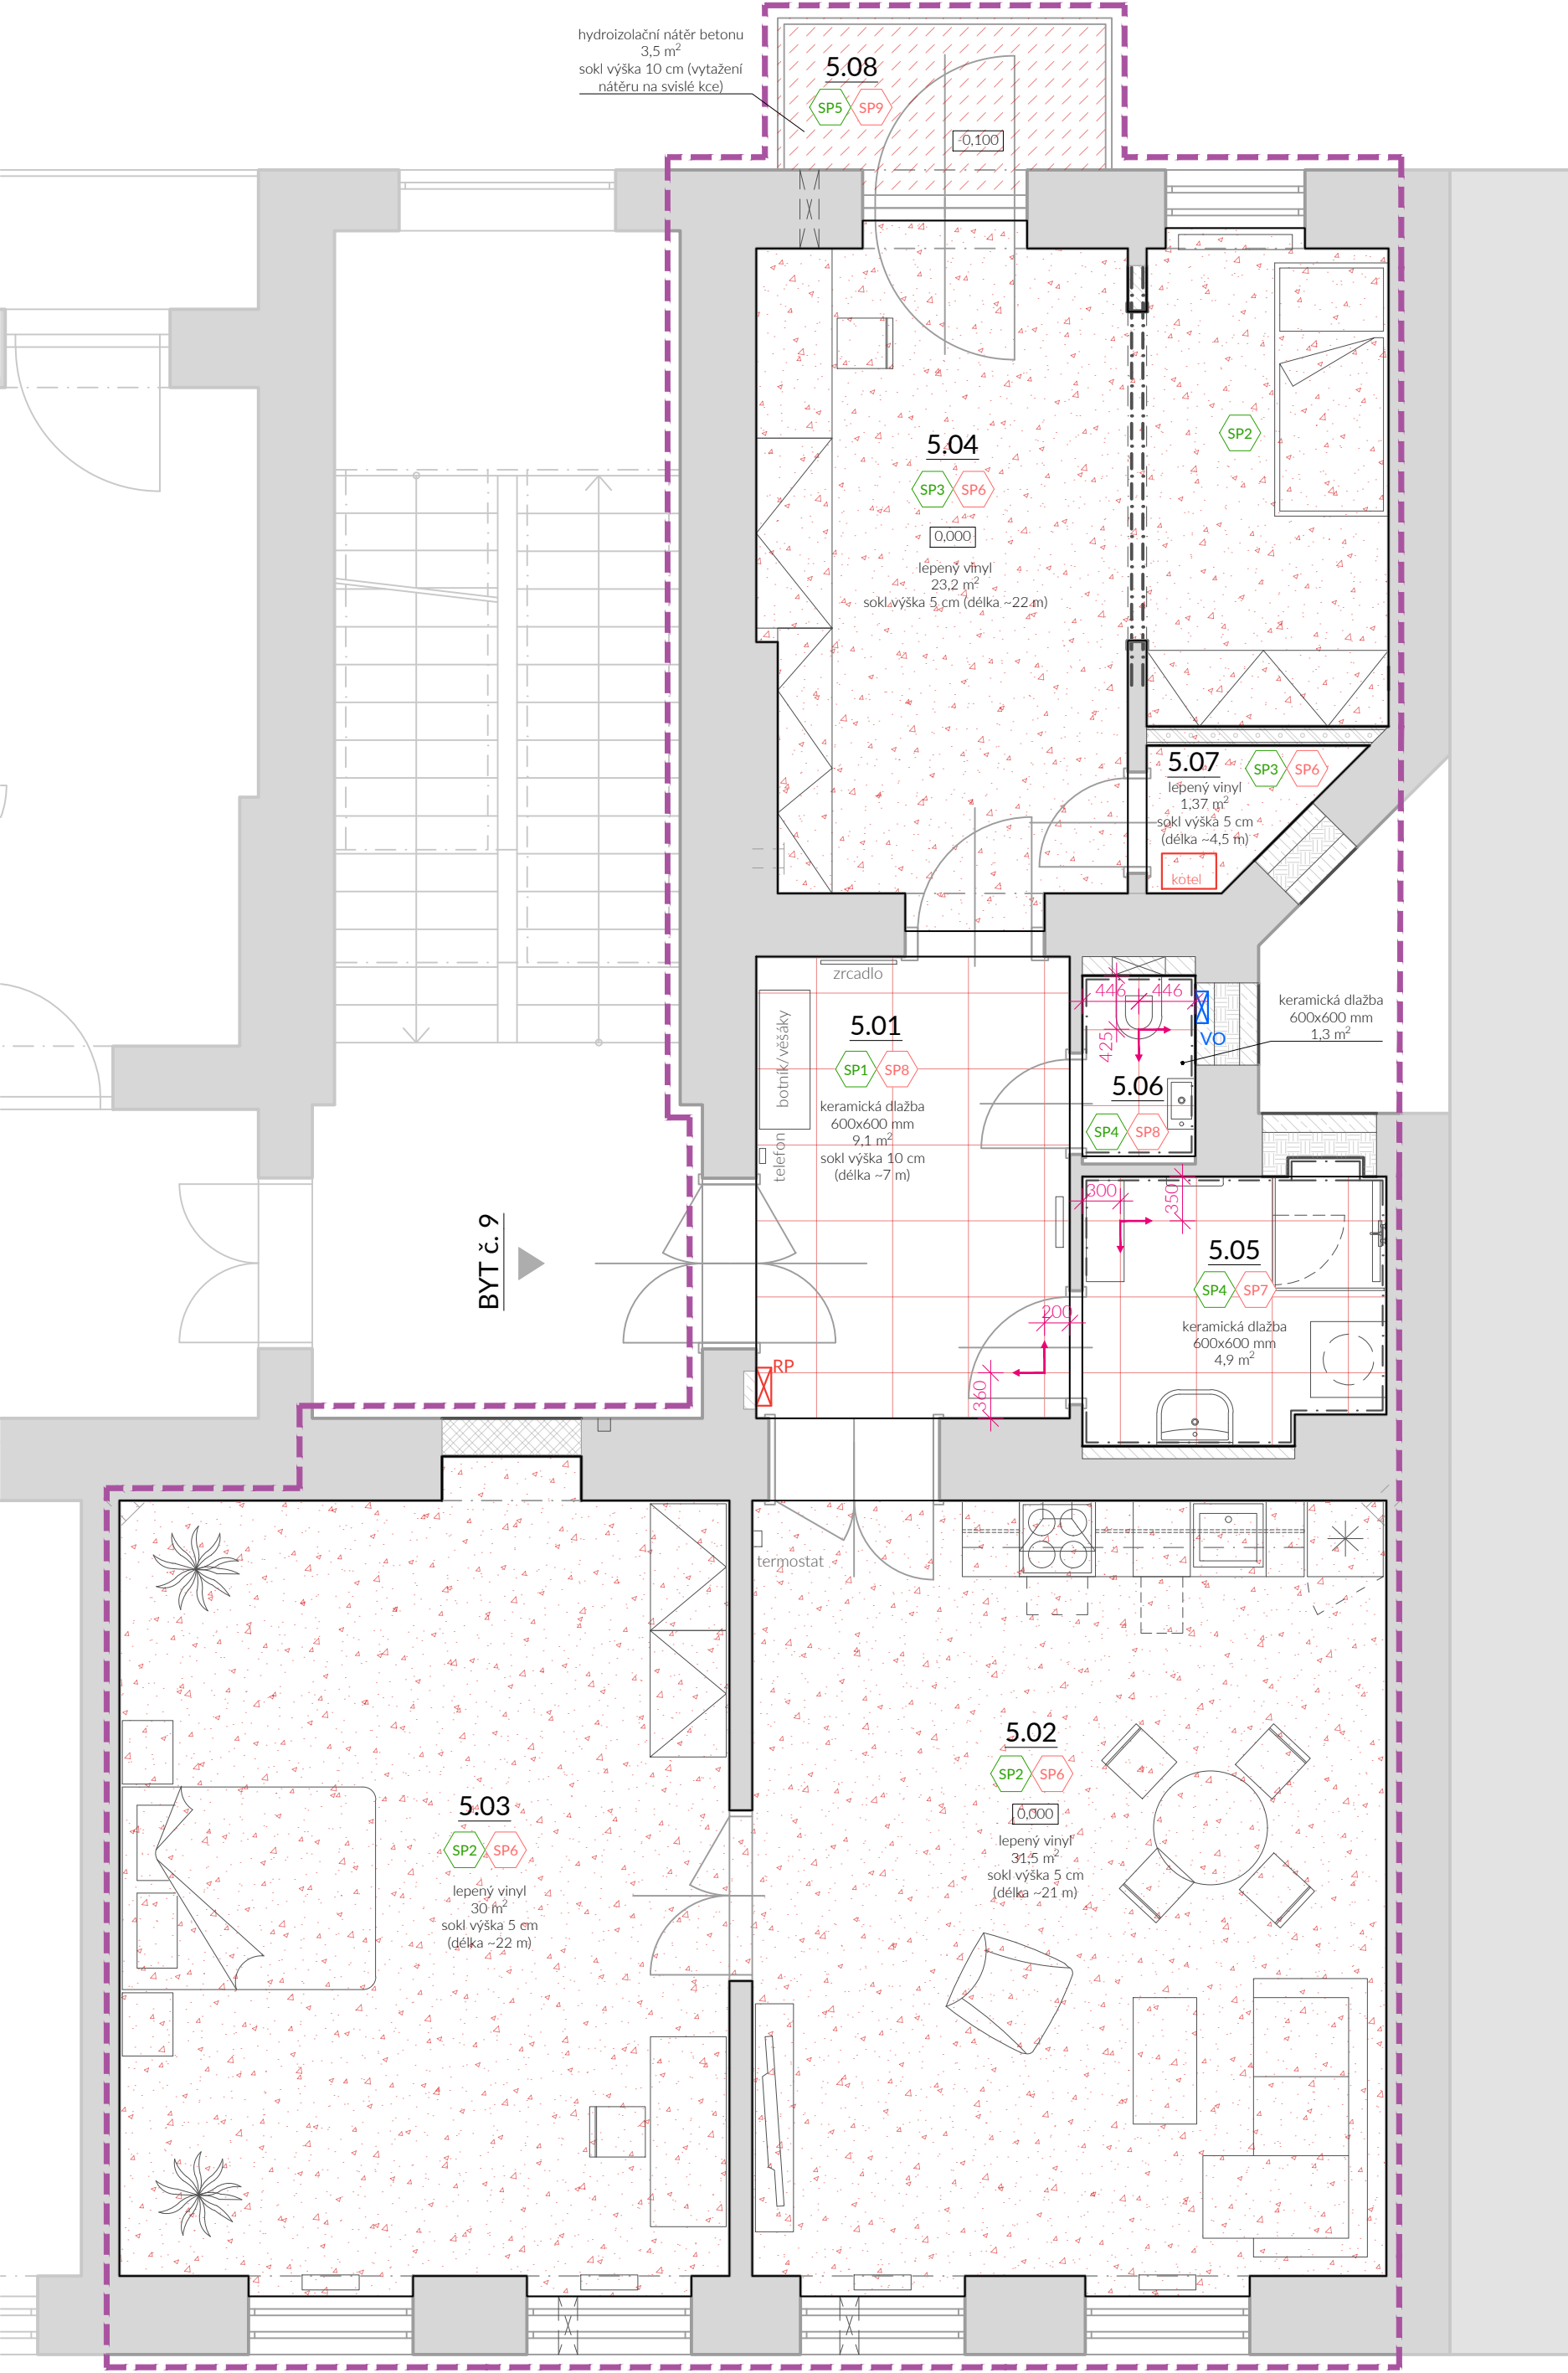 hydroizolační nátěr betonu
3,5 m²
sokl výška 10 cm (vytažení
nátěru na svislé kce)
5.08
SP5 SP9
-0,100
5.04
SP3 SP6
0,000
lepený vinyl
23,2 m²
sokl výška 5 cm (délka ~22 m)
SP2
5.07
SP3 SP6
lepený vinyl
1,37 m²
sokl výška 5 cm
(délka ~4,5 m)
kotel
zrcadlo
botník/věšáky
telefon
5.01
SP1 SP8
keramická dlažba
600x600 mm
9,1 m²
sokl výška 10 cm
(délka ~7 m)
446 446
425
VO
5.06
SP4 SP8
keramická dlažba
600x600 mm
1,3 m²
300
350
5.05
SP4 SP7
keramická dlažba
600x600 mm
4,9 m²
200
360
RP
BYT č. 9
termostat
5.02
SP2 SP6
0,000
lepený vinyl
31,5 m²
sokl výška 5 cm
(délka ~21 m)
5.03
SP2 SP6
lepený vinyl
30 m²
sokl výška 5 cm
(délka ~22 m)